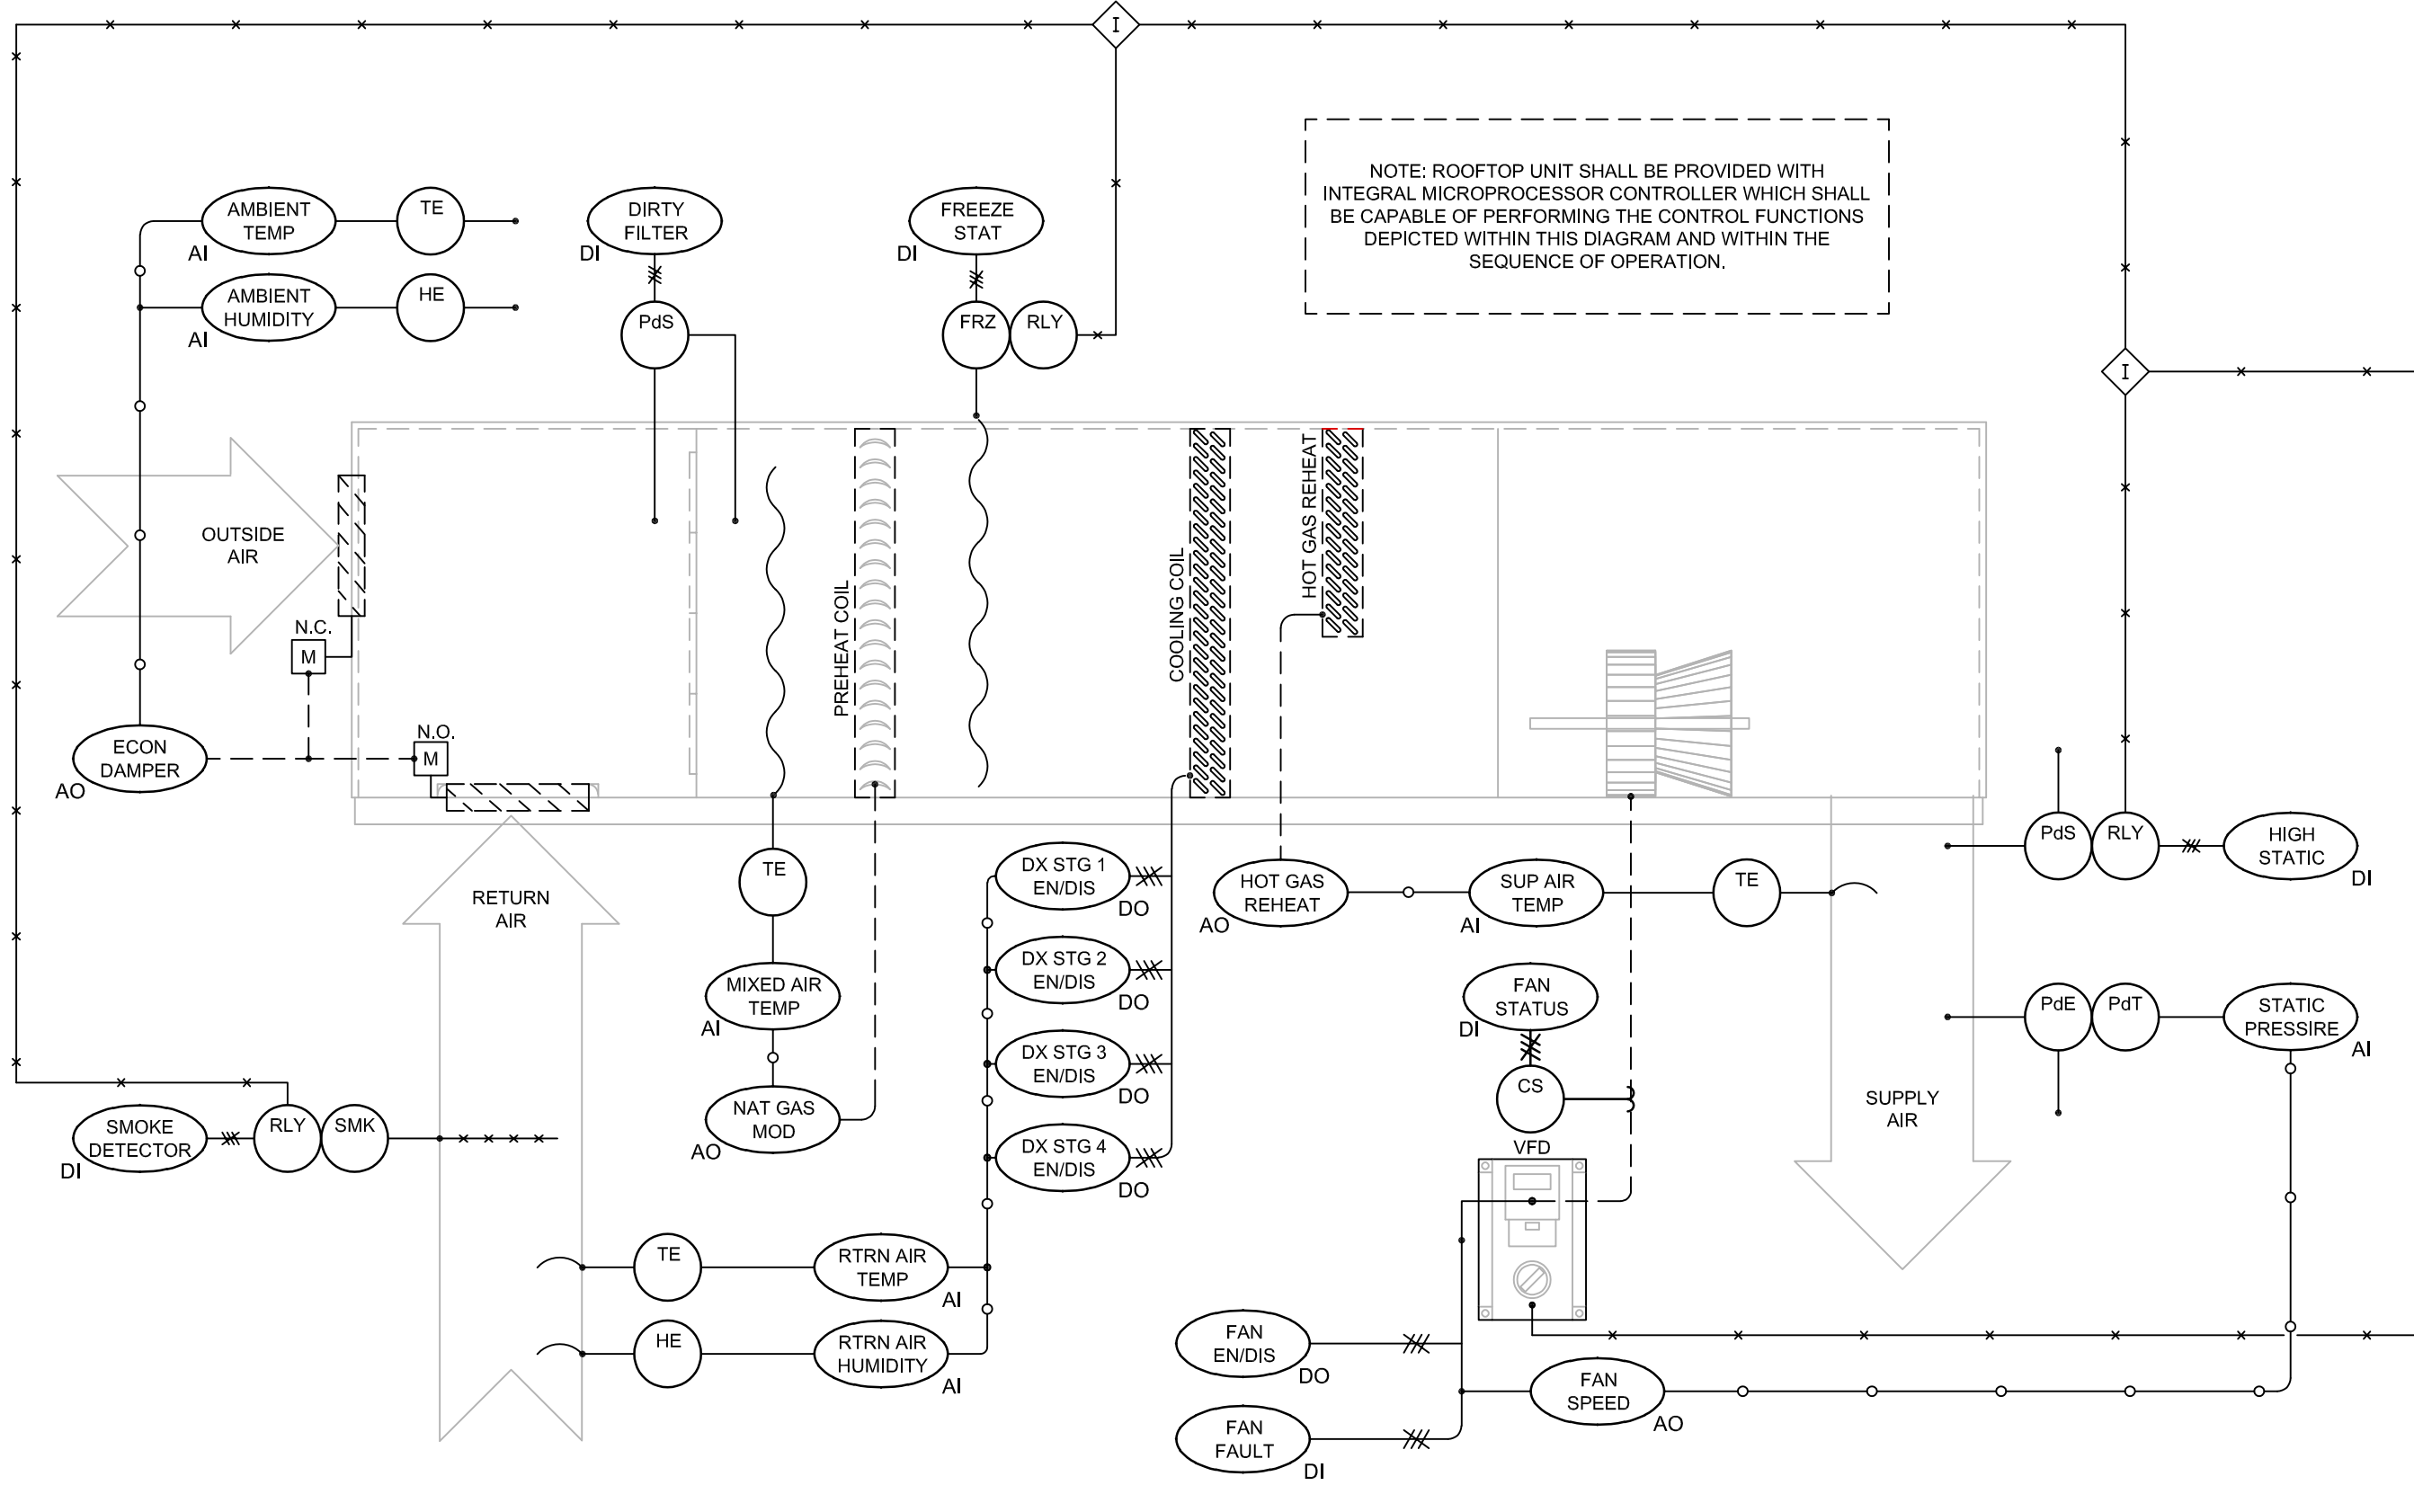 I
NOTE: ROOFTOP UNIT SHALL BE PROVIDED WITH
INTEGRAL MICROPROCESSOR CONTROLLER WHICH SHALL
BE CAPABLE OF PERFORMING THE CONTROL FUNCTIONS
DEPICTED WITHIN THIS DIAGRAM AND WITHIN THE
SEQUENCE OF OPERATION.
AMBIENT
TEMP
AI
TE
DIRTY
FILTER
DI
FREEZE
STAT
DI
AMBIENT
HUMIDITY
AI
HE
PdS
FRZ
RLY
I
OUTSIDE
AIR
PREHEAT COIL
COOLING COIL
HOT GAS REHEAT
N.C.
M
N.O.
M
ECON
DAMPER
AO
RETURN
AIR
TE
MIXED AIR
TEMP
AI
NAT GAS
MOD
AO
DX STG 1
EN/DIS
DO
DX STG 2
EN/DIS
DO
DX STG 3
EN/DIS
DO
DX STG 4
EN/DIS
DO
HOT GAS
REHEAT
AO
SUP AIR
TEMP
AI
TE
PdS
RLY
HIGH
STATIC
DI
FAN
STATUS
DI
CS
VFD
PdE
PdT
STATIC
PRESSIRE
AI
SUPPLY
AIR
SMOKE
DETECTOR
DI
RLY
SMK
TE
RTRN AIR
TEMP
AI
HE
RTRN AIR
HUMIDITY
AI
FAN
EN/DIS
DO
FAN
SPEED
AO
FAN
FAULT
DI